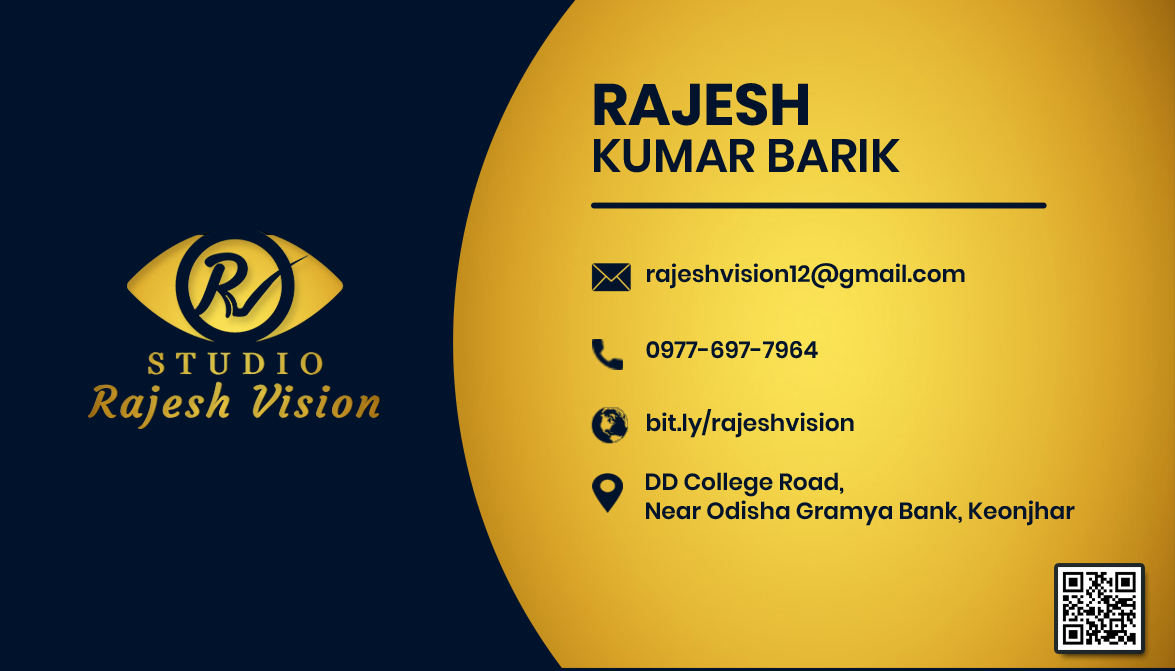 RV
STUDIO
Rajesh Vision
RAJESH
KUMAR BARIK
rajeshvision12@gmail.com
0977-697-7964
bit.ly/rajeshvision
DD College Road,
Near Odisha Gramya Bank, Keonjhar